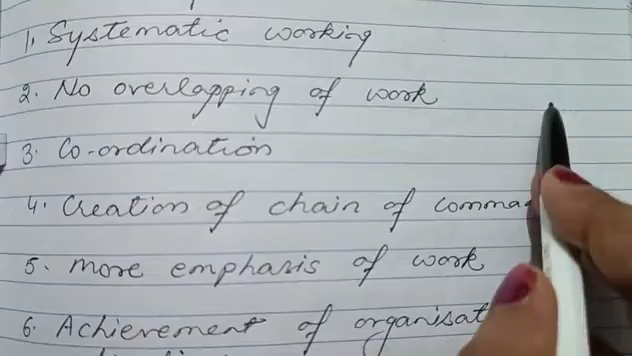 1. Systematic working
2. No overlapping of work
3. Co-ordination
4. Creation of chain of
5. More emphasis of work
6. Achievement of